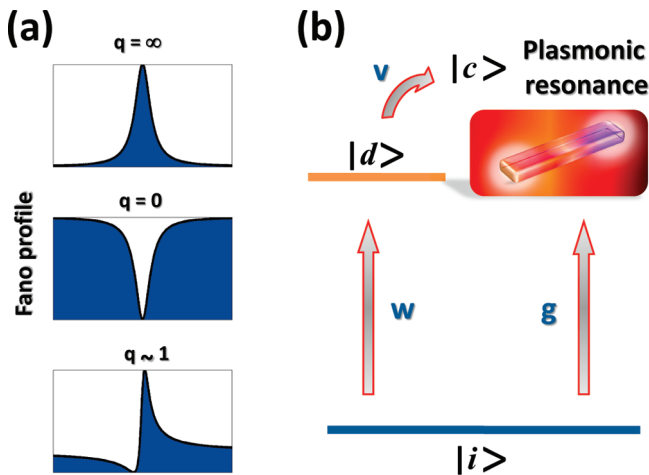 (a)
q = ∞
q = 0
q ~ 1
Fano profile
(b)
v
|c>
Plasmonic
resonance
|d>
w
g
|i>